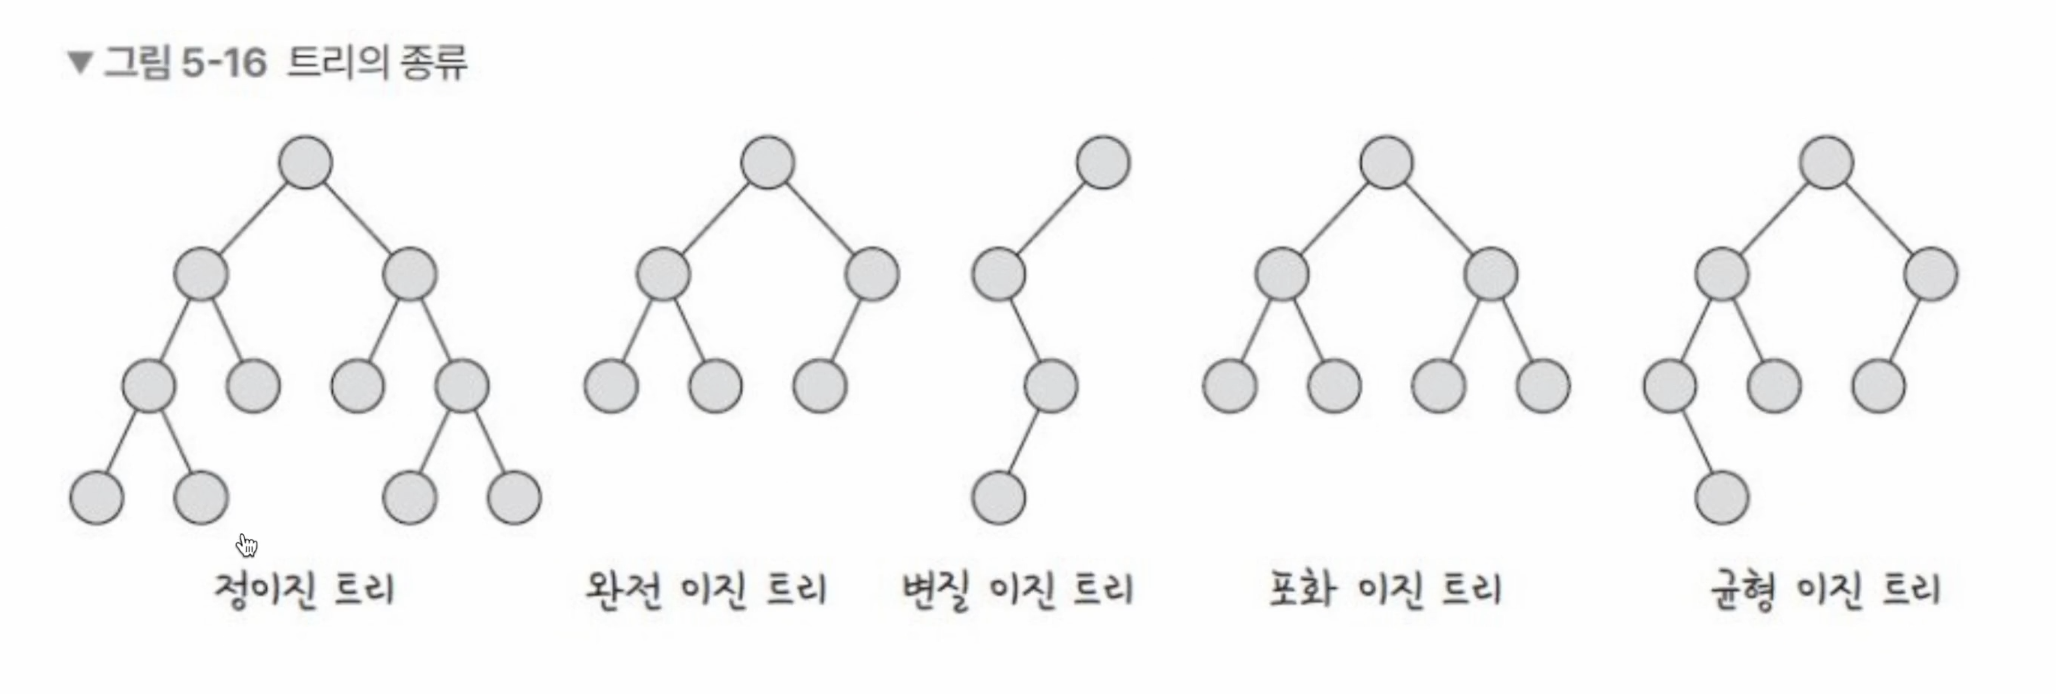 ▼ 그림 5-16 트리의 종류
정이진 트리 완전 이진 트리 변질 이진 트리 포화 이진 트리 균형 이진 트리